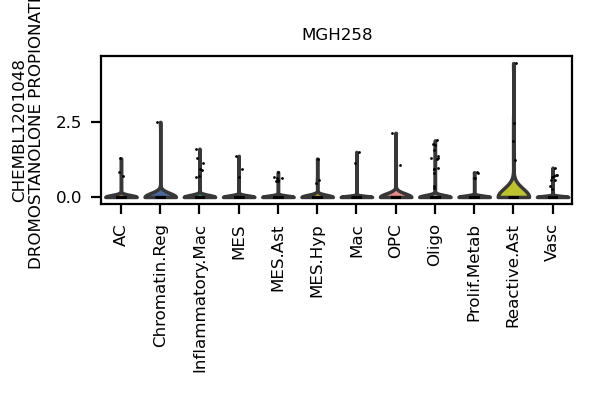 MGH258
CHEMBL1201048
DROMOSTANOLONE PROPIONAT
2.5
0.0
AC
Chromatin.Reg
Inflammatory.Mac
MES
MES.Ast
MES.Hyp
Mac
OPC
Oligo
Prolif.Metab
Reactive.Ast
Vasc